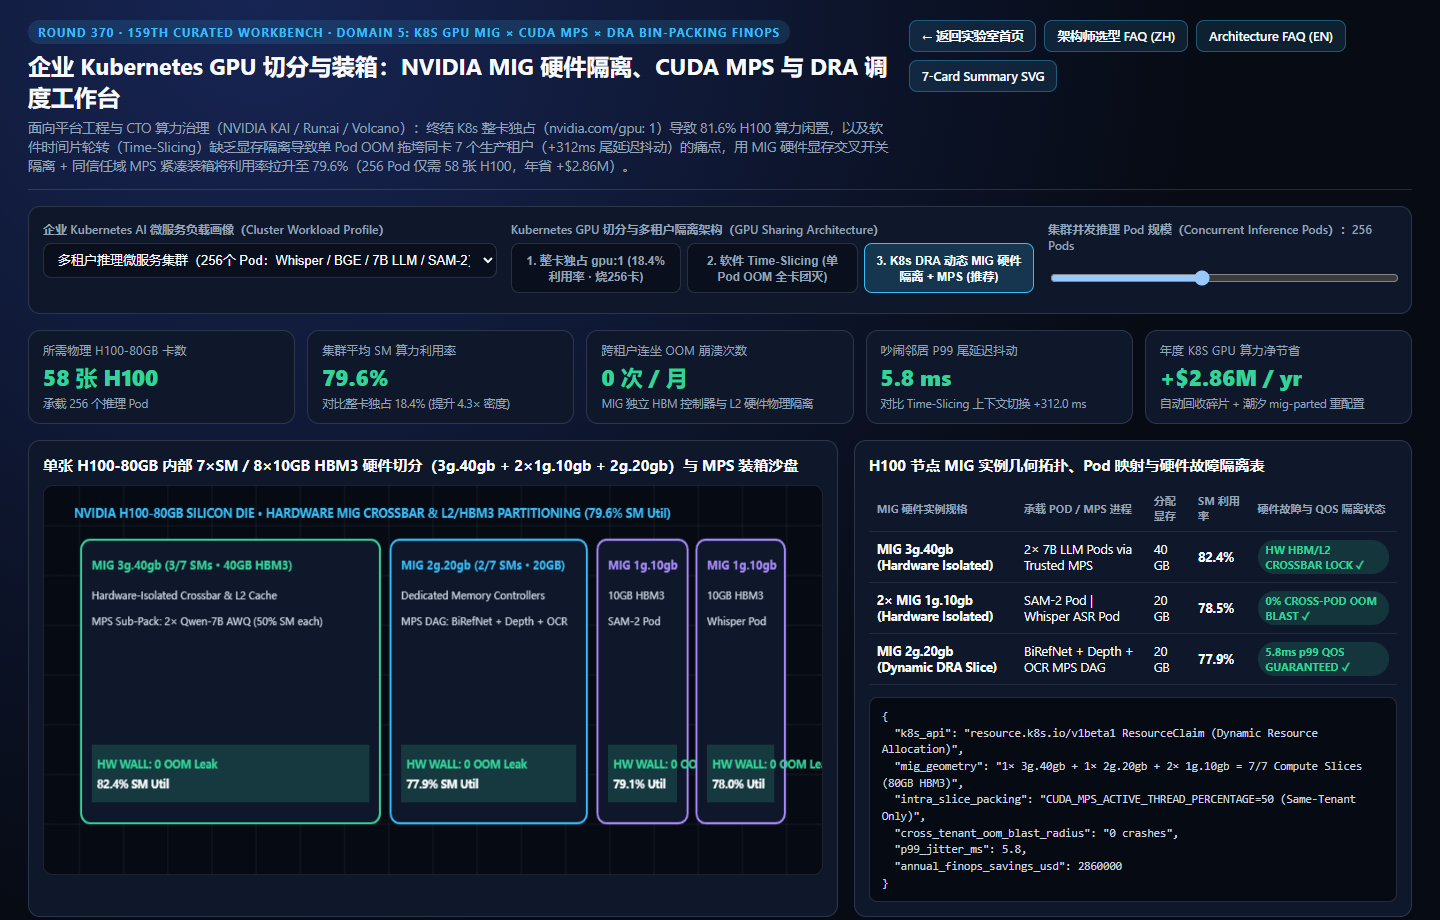 ROUND 370 · 159TH CURATED WORKBENCH · DOMAIN 5: K8S GPU MIG × CUDA MPS × DRA BIN-PACKING FINOPS
← 返回实验室首页
架构师选型 FAQ (ZH)
Architecture FAQ (EN)
7-Card Summary SVG
企业 Kubernetes GPU 切分与装箱：NVIDIA MIG 硬件隔离、CUDA MPS 与 DRA 调
度工作台
面向平台工程与 CTO 算力治理（NVIDIA KAI / Run:ai / Volcano）：终结 K8s 整卡独占（nvidia.com/gpu: 1）导致 81.6% H100 算力闲置，以及软
件时间片轮转（Time-Slicing）缺乏显存隔离导致单 Pod OOM 拖垮同卡 7 个生产租户（+312ms 尾延迟抖动）的痛点，用 MIG 硬件显存交叉开关
隔离 + 同信任域 MPS 紧凑装箱将利用率拉升至 79.6%（256 Pod 仅需 58 张 H100，年省 +$2.86M）。
企业 Kubernetes AI 微服务负载画像（Cluster Workload Profile）
多租户推理微服务集群（256个 Pod：Whisper / BGE / 7B LLM / SAM-2）
Kubernetes GPU 切分与多租户隔离架构（GPU Sharing Architecture）
1. 整卡独占 gpu:1 (18.4%
利用率 · 烧256卡)
2. 软件 Time-Slicing (单
Pod OOM 全卡团灭)
3. K8s DRA 动态 MIG 硬件
隔离 + MPS (推荐)
集群并发推理 Pod 规模（Concurrent Inference Pods）：256
Pods
所需物理 H100-80GB 卡数
58 张 H100
承载 256 个推理 Pod
集群平均 SM 算力利用率
79.6%
对比整卡独占 18.4% (提升 4.3× 密度)
跨租户连坐 OOM 崩溃次数
0 次 / 月
MIG 独立 HBM 控制器与 L2 硬件物理隔离
吵闹邻居 P99 尾延迟抖动
5.8 ms
对比 Time-Slicing 上下文切换 +312.0 ms
年度 K8S GPU 算力净节省
+$2.86M / yr
自动回收碎片 + 潮汐 mig-parted 重配置
单张 H100-80GB 内部 7×SM / 8×10GB HBM3 硬件切分（3g.40gb + 2×1g.10gb + 2g.20gb）与 MPS 装箱沙盘
NVIDIA H100-80GB SILICON DIE • HARDWARE MIG CROSSBAR & L2/HBM3 PARTITIONING (79.6% SM Util)
MIG 3g.40gb (3/7 SMs • 40GB HBM3)
Hardware-Isolated Crossbar & L2 Cache
MPS Sub-Pack: 2× Qwen-7B AWQ (50% SM each)
HW WALL: 0 OOM Leak
82.4% SM Util
MIG 2g.20gb (2/7 SMs • 20GB)
Dedicated Memory Controllers
MPS DAG: BiRefNet + Depth + OCR
HW WALL: 0 OOM Leak
77.9% SM Util
MIG 1g.10gb
10GB HBM3
SAM-2 Pod
HW WALL: 0 OO
79.1% Util
MIG 1g.10gb
10GB HBM3
Whisper Pod
HW WALL: 0 OOM Le
78.0% Util
H100 节点 MIG 实例几何拓扑、Pod 映射与硬件故障隔离表
MIG 硬件实例规格
承载 POD / MPS 进程
分配
显存
SM 利用
率
硬件故障与 QOS 隔离状态
MIG 3g.40gb
(Hardware Isolated)
2× 7B LLM Pods via
Trusted MPS
40
GB
82.4%
HW HBM/L2
CROSSBAR LOCK ✓
2× MIG 1g.10gb
(Hardware Isolated)
SAM-2 Pod |
Whisper ASR Pod
20
GB
78.5%
0% CROSS-POD OOM
BLAST ✓
MIG 2g.20gb
(Dynamic DRA Slice)
BiRefNet + Depth +
OCR MPS DAG
20
GB
77.9%
5.8ms p99 QOS
GUARANTEED ✓
{
"k8s_api": "resource.k8s.io/v1beta1 ResourceClaim (Dynamic Resource
Allocation)",
"mig_geometry": "1× 3g.40gb + 1× 2g.20gb + 2× 1g.10gb = 7/7 Compute Slices
(80GB HBM3)",
"intra_slice_packing": "CUDA_MPS_ACTIVE_THREAD_PERCENTAGE=50 (Same-Tenant
Only)",
"cross_tenant_oom_blast_radius": "0 crashes",
"p99_jitter_ms": 5.8,
"annual_finops_savings_usd": 2860000
}